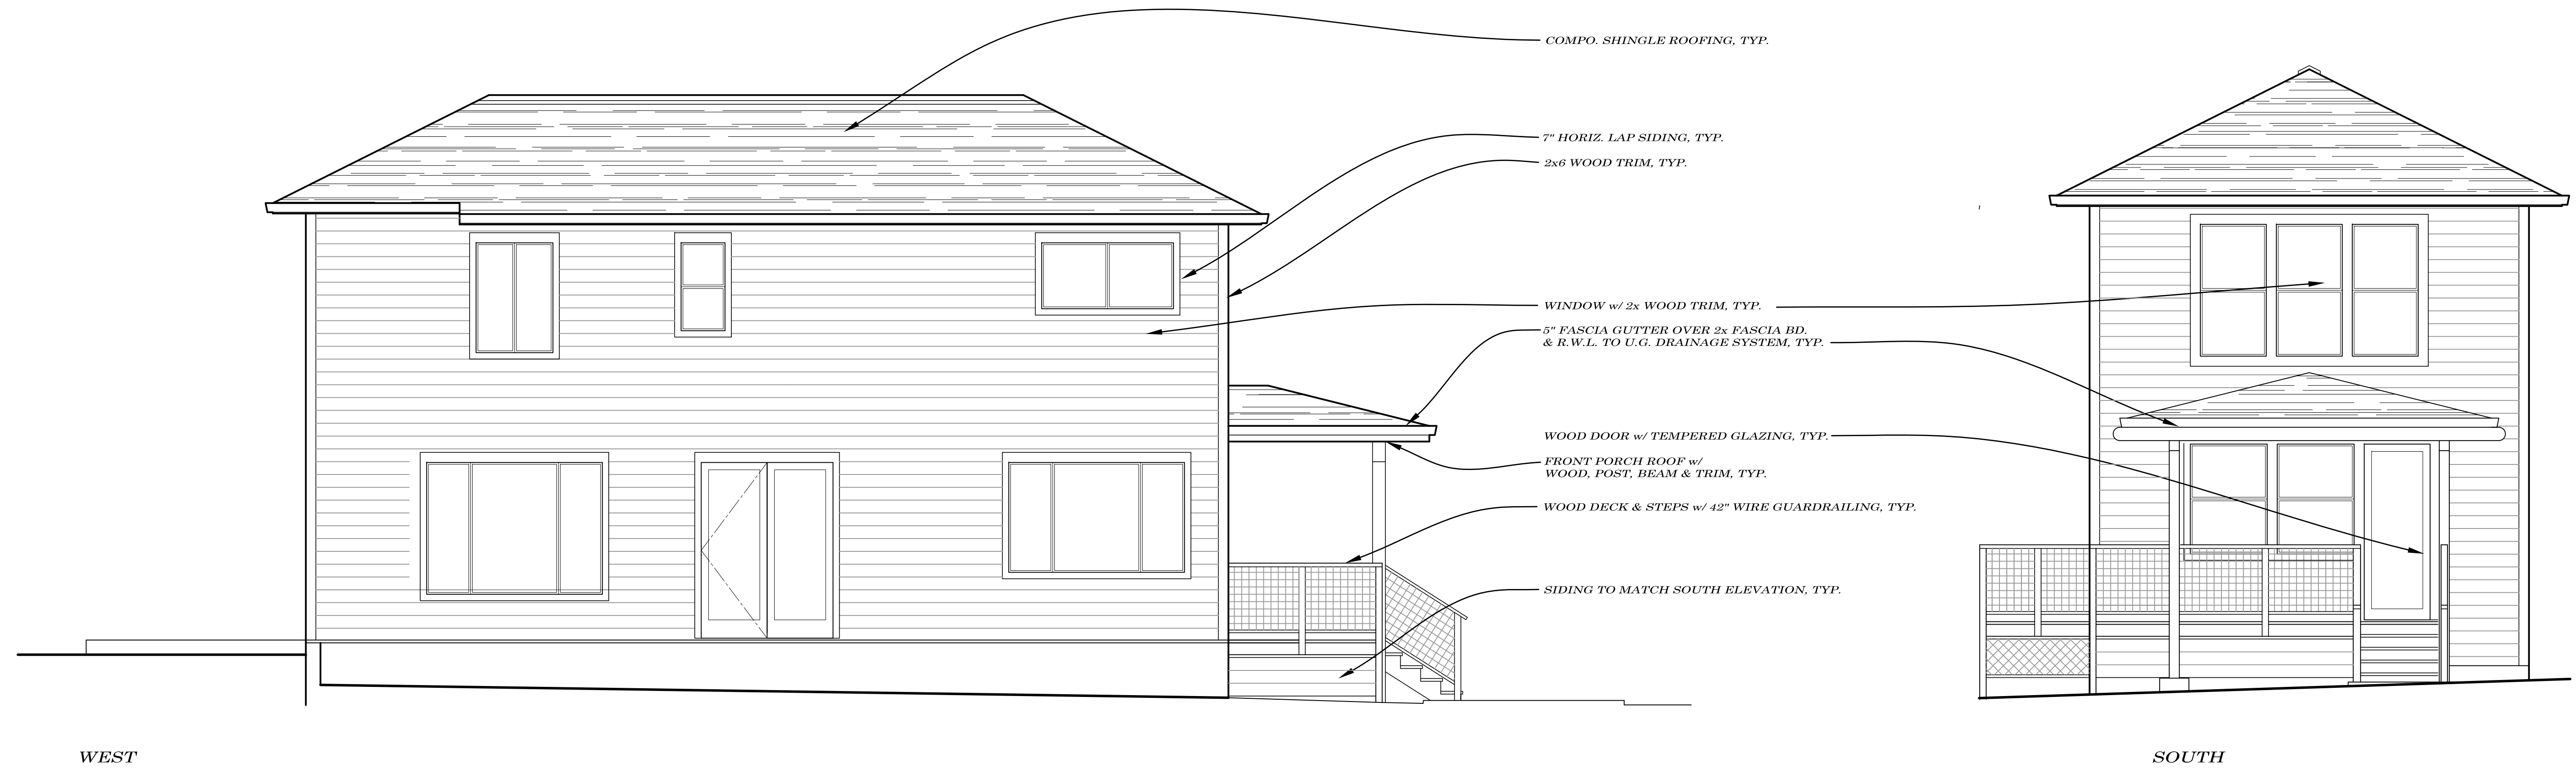 COMPO. SHINGLE ROOFING, TYP.
7" HORIZ. LAP SIDING, TYP.
2x6 WOOD TRIM, TYP.
WINDOW w/ 2x WOOD TRIM, TYP.
5" FASCIA GUTTER OVER 2x FASCIA BD.
& R.W.L. TO U.G. DRAINAGE SYSTEM, TYP.
WOOD DOOR w/ TEMPERED GLAZING, TYP.
FRONT PORCH ROOF w/
WOOD, POST, BEAM & TRIM, TYP.
WOOD DECK & STEPS w/ 42" WIRE GUARDRAILING, TYP.
SIDING TO MATCH SOUTH ELEVATION, TYP.
WEST
SOUTH